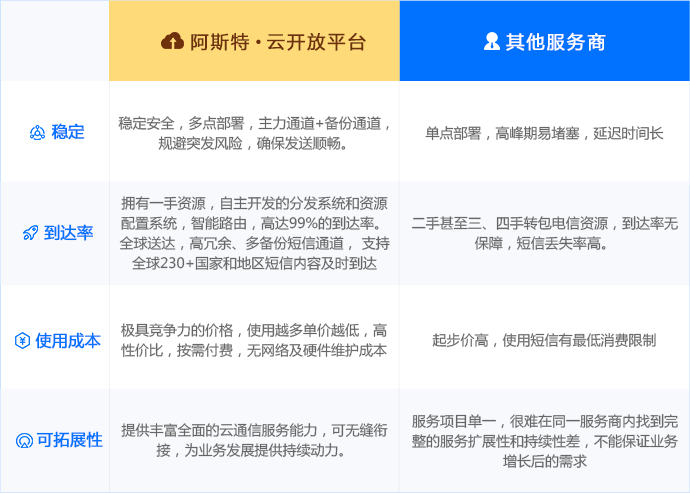 阿斯特·云开放平台
其他服务商
稳定
稳定安全，多点部署，主力通道+备份通道，
规避突发风险，确保发送顺畅。
单点部署，高峰期易堵塞，延迟时间长
到达率
拥有一手资源，自主开发的分发系统和资源
配置系统，智能路由，高达99%的到达率。
全球送达，高冗余、多备份短信通道， 支持
全球230+国家和地区短信内容及时到达
二手甚至三、四手转包电信资源，到达率无
保障，短信丢失率高。
使用成本
极具竞争力的价格，使用越多单价越低，高
性价比，按需付费，无网络及硬件维护成本
起步价高，使用短信有最低消费限制
可拓展性
提供丰富全面的云通信服务能力，可无缝衔
接，为业务发展提供持续动力。
服务项目单一，很难在同一服务商内找到
完整的服务扩展性和持续性差，不能保证业务
增长后的需求